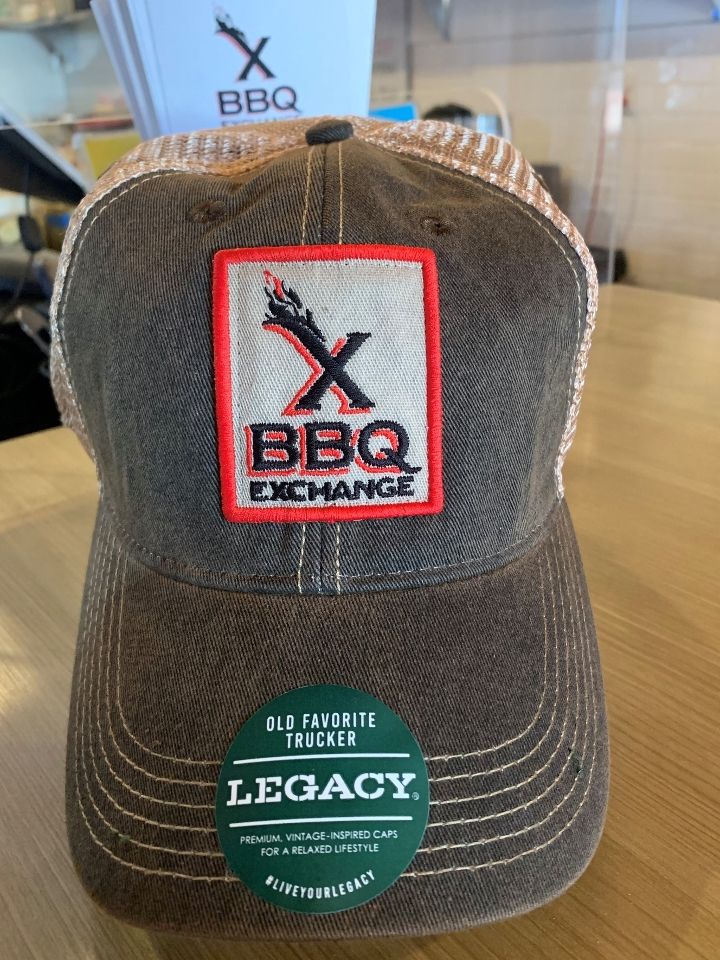 X
BBQ
X
BBQ
EXCHANGE
OLD FAVORITE
TRUCKER
LEGACY®
PREMIUM, VINTAGE-INSPIRED CAPS
FOR A RELAXED LIFESTYLE
#LIVEYOURLEGACY